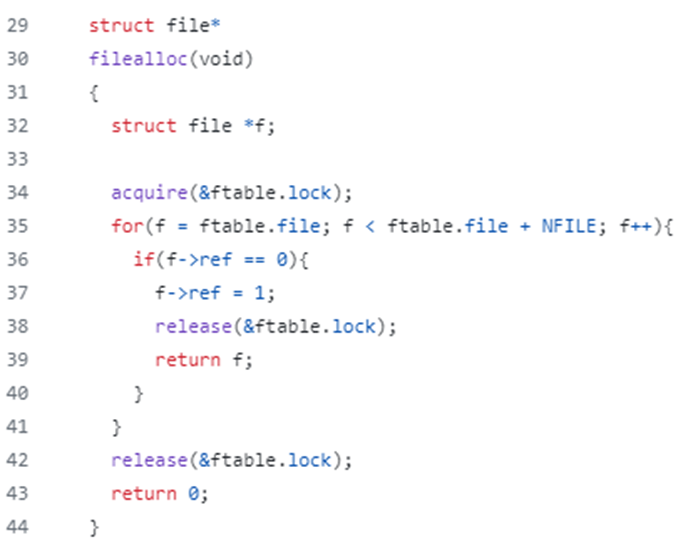 29 struct file*
30 filealloc(void)
31 {
32 struct file *f;
33
34 acquire(&ftable.lock);
35 for(f = ftable.file; f < ftable.file + NFILE; f++){
36 if(f->ref == 0){
37 f->ref = 1;
38 release(&ftable.lock);
39 return f;
40 }
41 }
42 release(&ftable.lock);
43 return 0;
44 }